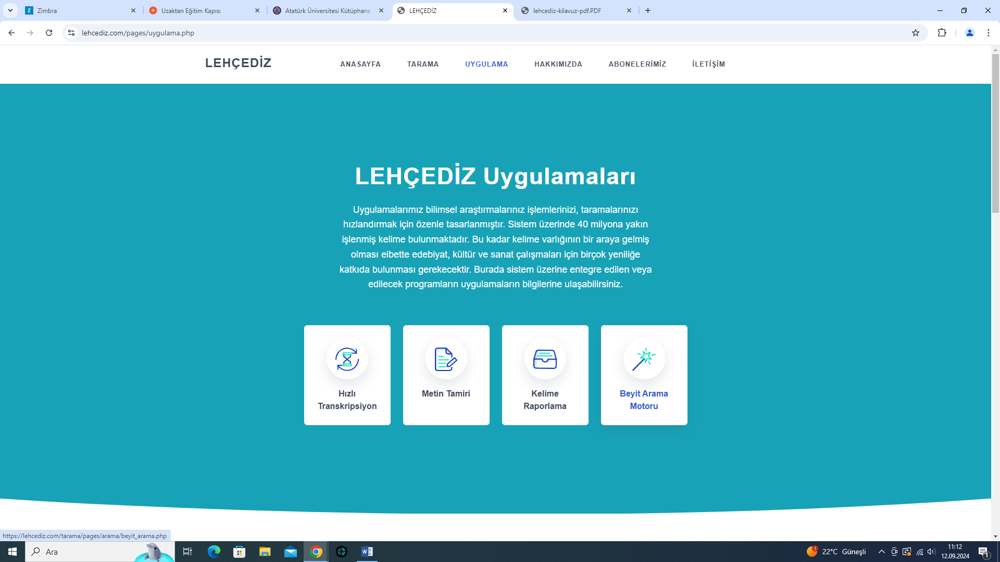 Zimbra
Uzaktan Eğitim Kapısı
Atatürk Üniversitesi Kütüphane
LEHÇEDİZ
lehcediz-kilavuz-pdf.PDF
lehcediz.com/pages/uygulama.php
LEHÇEDİZ
ANASAYFA
TARAMA
UYGULAMA
HAKKIMIZDA
ABONELERİMİZ
İLETİŞİM
LEHÇEDİZ Uygulamaları
Uygulamalarımız bilimsel araştırmalarınız işlemlerinizi, taramalarınızı
hızlandırmak için özenle tasarlanmıştır. Sistem üzerinde 40 milyona yakın
işlenmiş kelime bulunmaktadır. Bu kadar kelime varlığının bir araya gelmiş
olması elbette edebiyat, kültür ve sanat çalışmaları için birçok yeniliğe
katkıda bulunması gerekecektir. Burada sistem üzerine entegre edilen veya
edilecek programların uygulamaların bilgilerine ulaşabilirsiniz.
Hızlı
Transkripsiyon
Metin Tamiri
Kelime
Raporlama
Beyit Arama
Motoru
https://lehcediz.com/tarama/pages/arama/beyit_arama.php
Ara
1
22°C Güneşli
11:12
12.09.2024
1